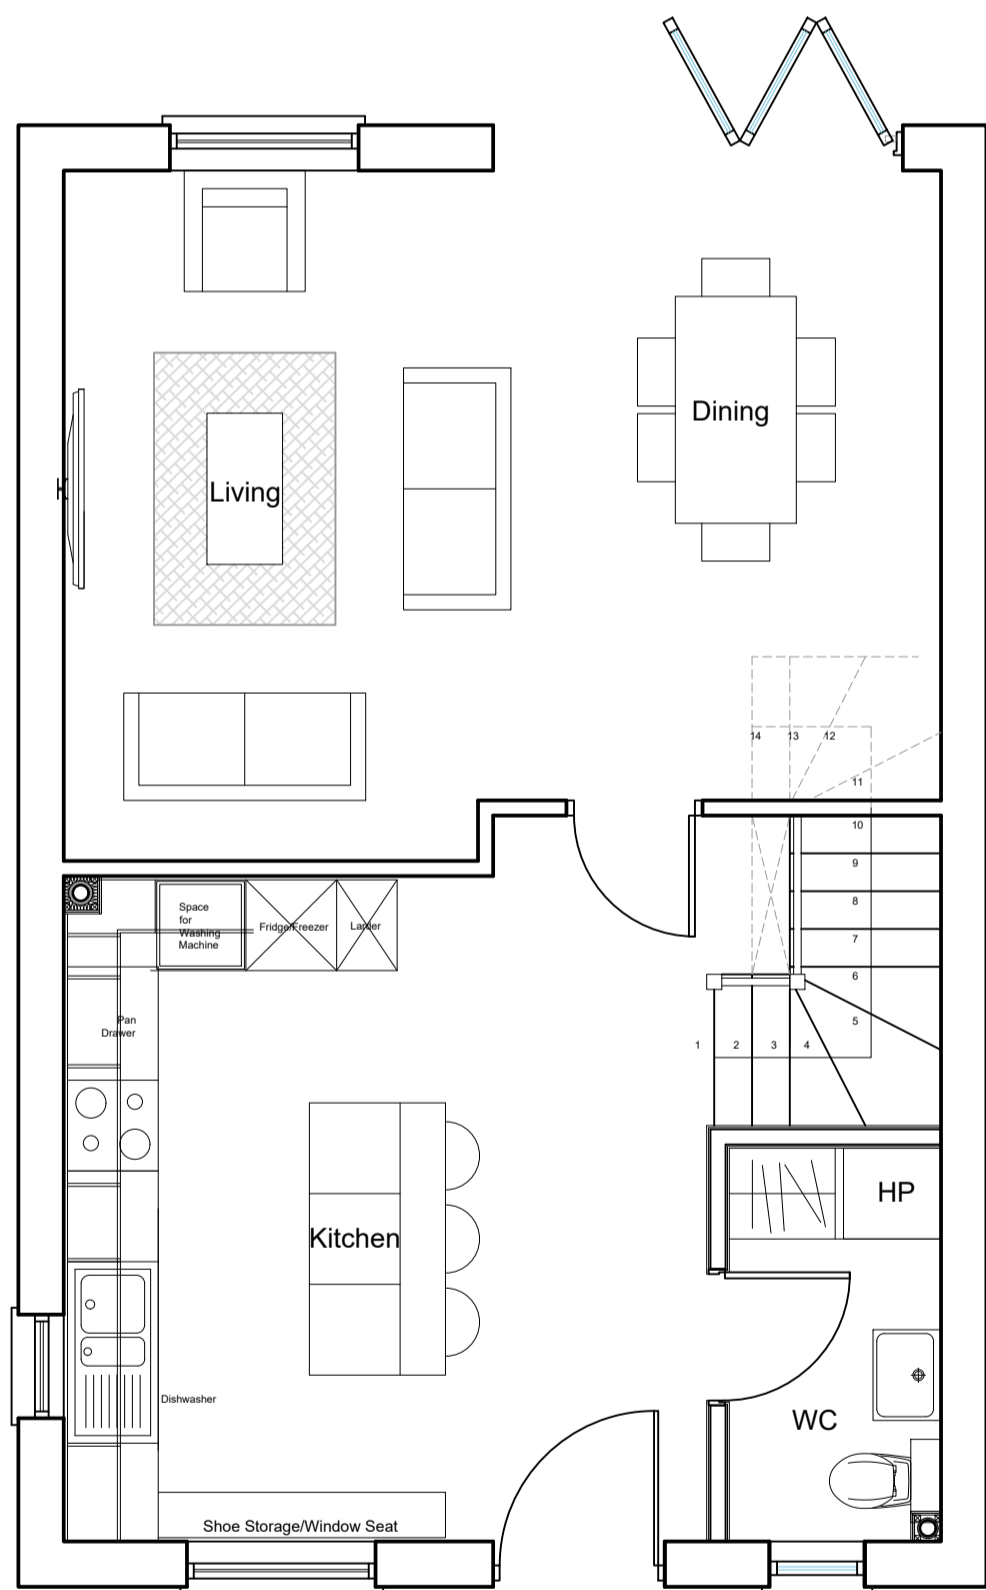 Dining
Living
14
13
12
11
10
9
8
7
6
5
1
2
3
4
Space
for
Washing
Machine
Fridge/Freezer
Larder
Pan
Drawer
HP
Kitchen
Dishwasher
WC
Shoe Storage/Window Seat